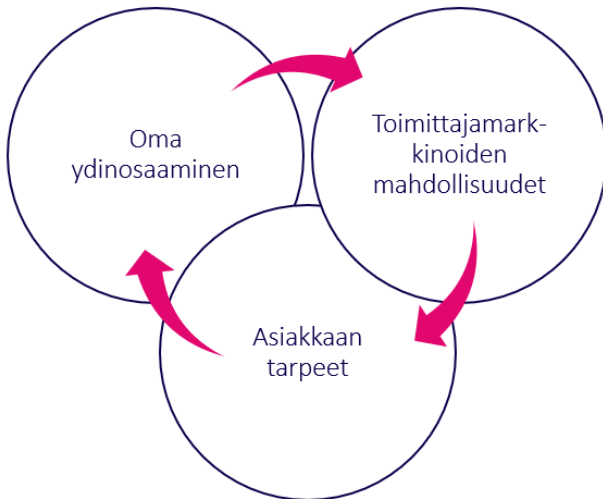 Oma
ydinosaaminen
Toimittajamark-
kinoiden
mahdollisuudet
Asiakkaan
tarpeet